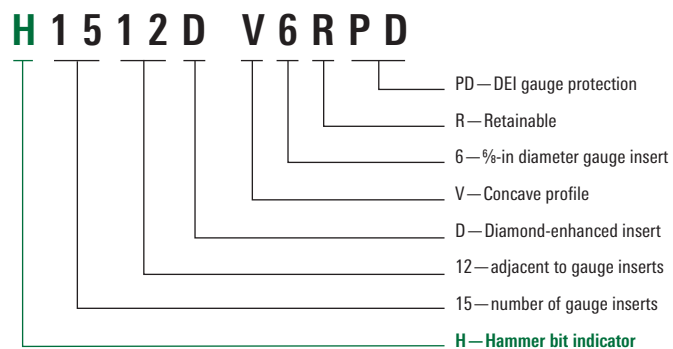 H 1 5 1 2 D V 6 R P D
PD—DEI gauge protection
R—Retainable
6—⁶⁄₈-in diameter gauge insert
V—Concave profile
D—Diamond-enhanced insert
12—adjacent to gauge inserts
15—number of gauge inserts
H—Hammer bit indicator